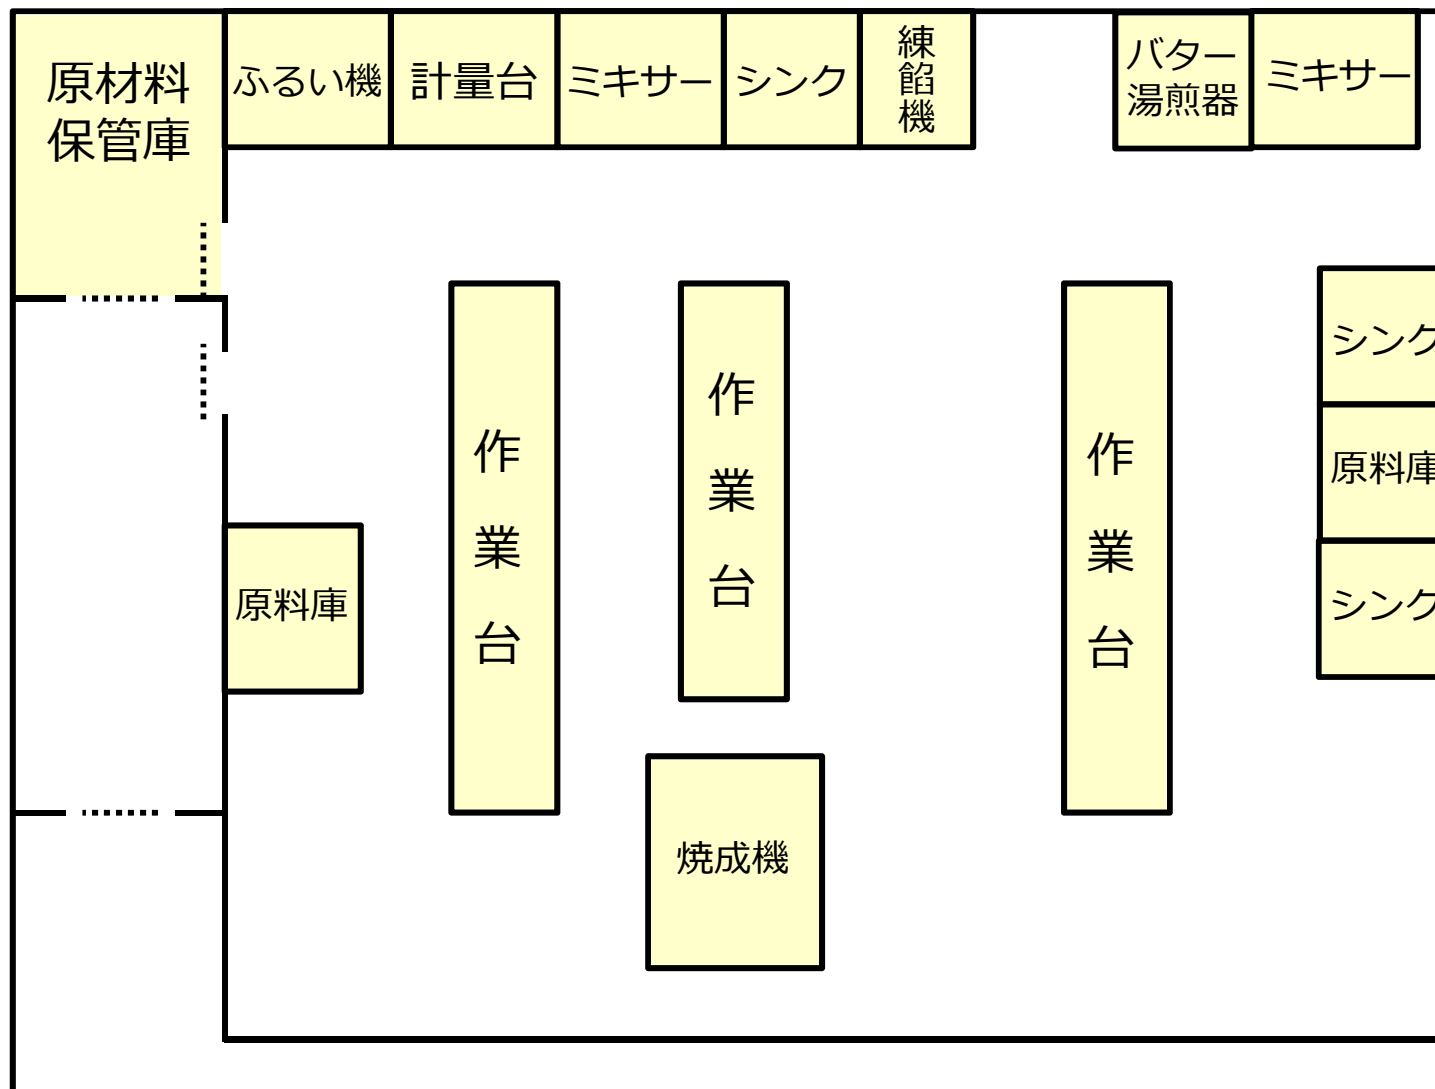 原材料
保管庫
ふるい機
計量台
ミキサー
シンク
練餡機
バター
湯煎器
ミキサー
作業台
作業台
作業台
シンク
原料庫
シンク
原料庫
焼成機